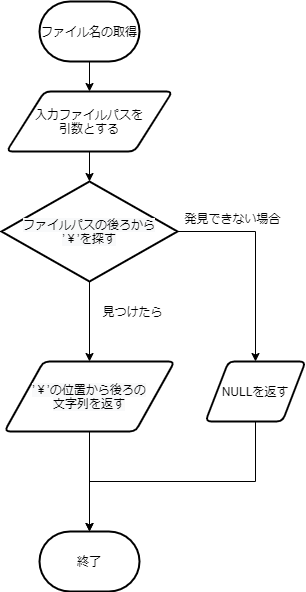 ファイル名の取得
入力ファイルパスを
引数とする
ファイルパスの後ろから
'￥'を探す
発見できない場合
見つけたら
'￥'の位置から後ろの
文字列を返す
NULLを返す
終了